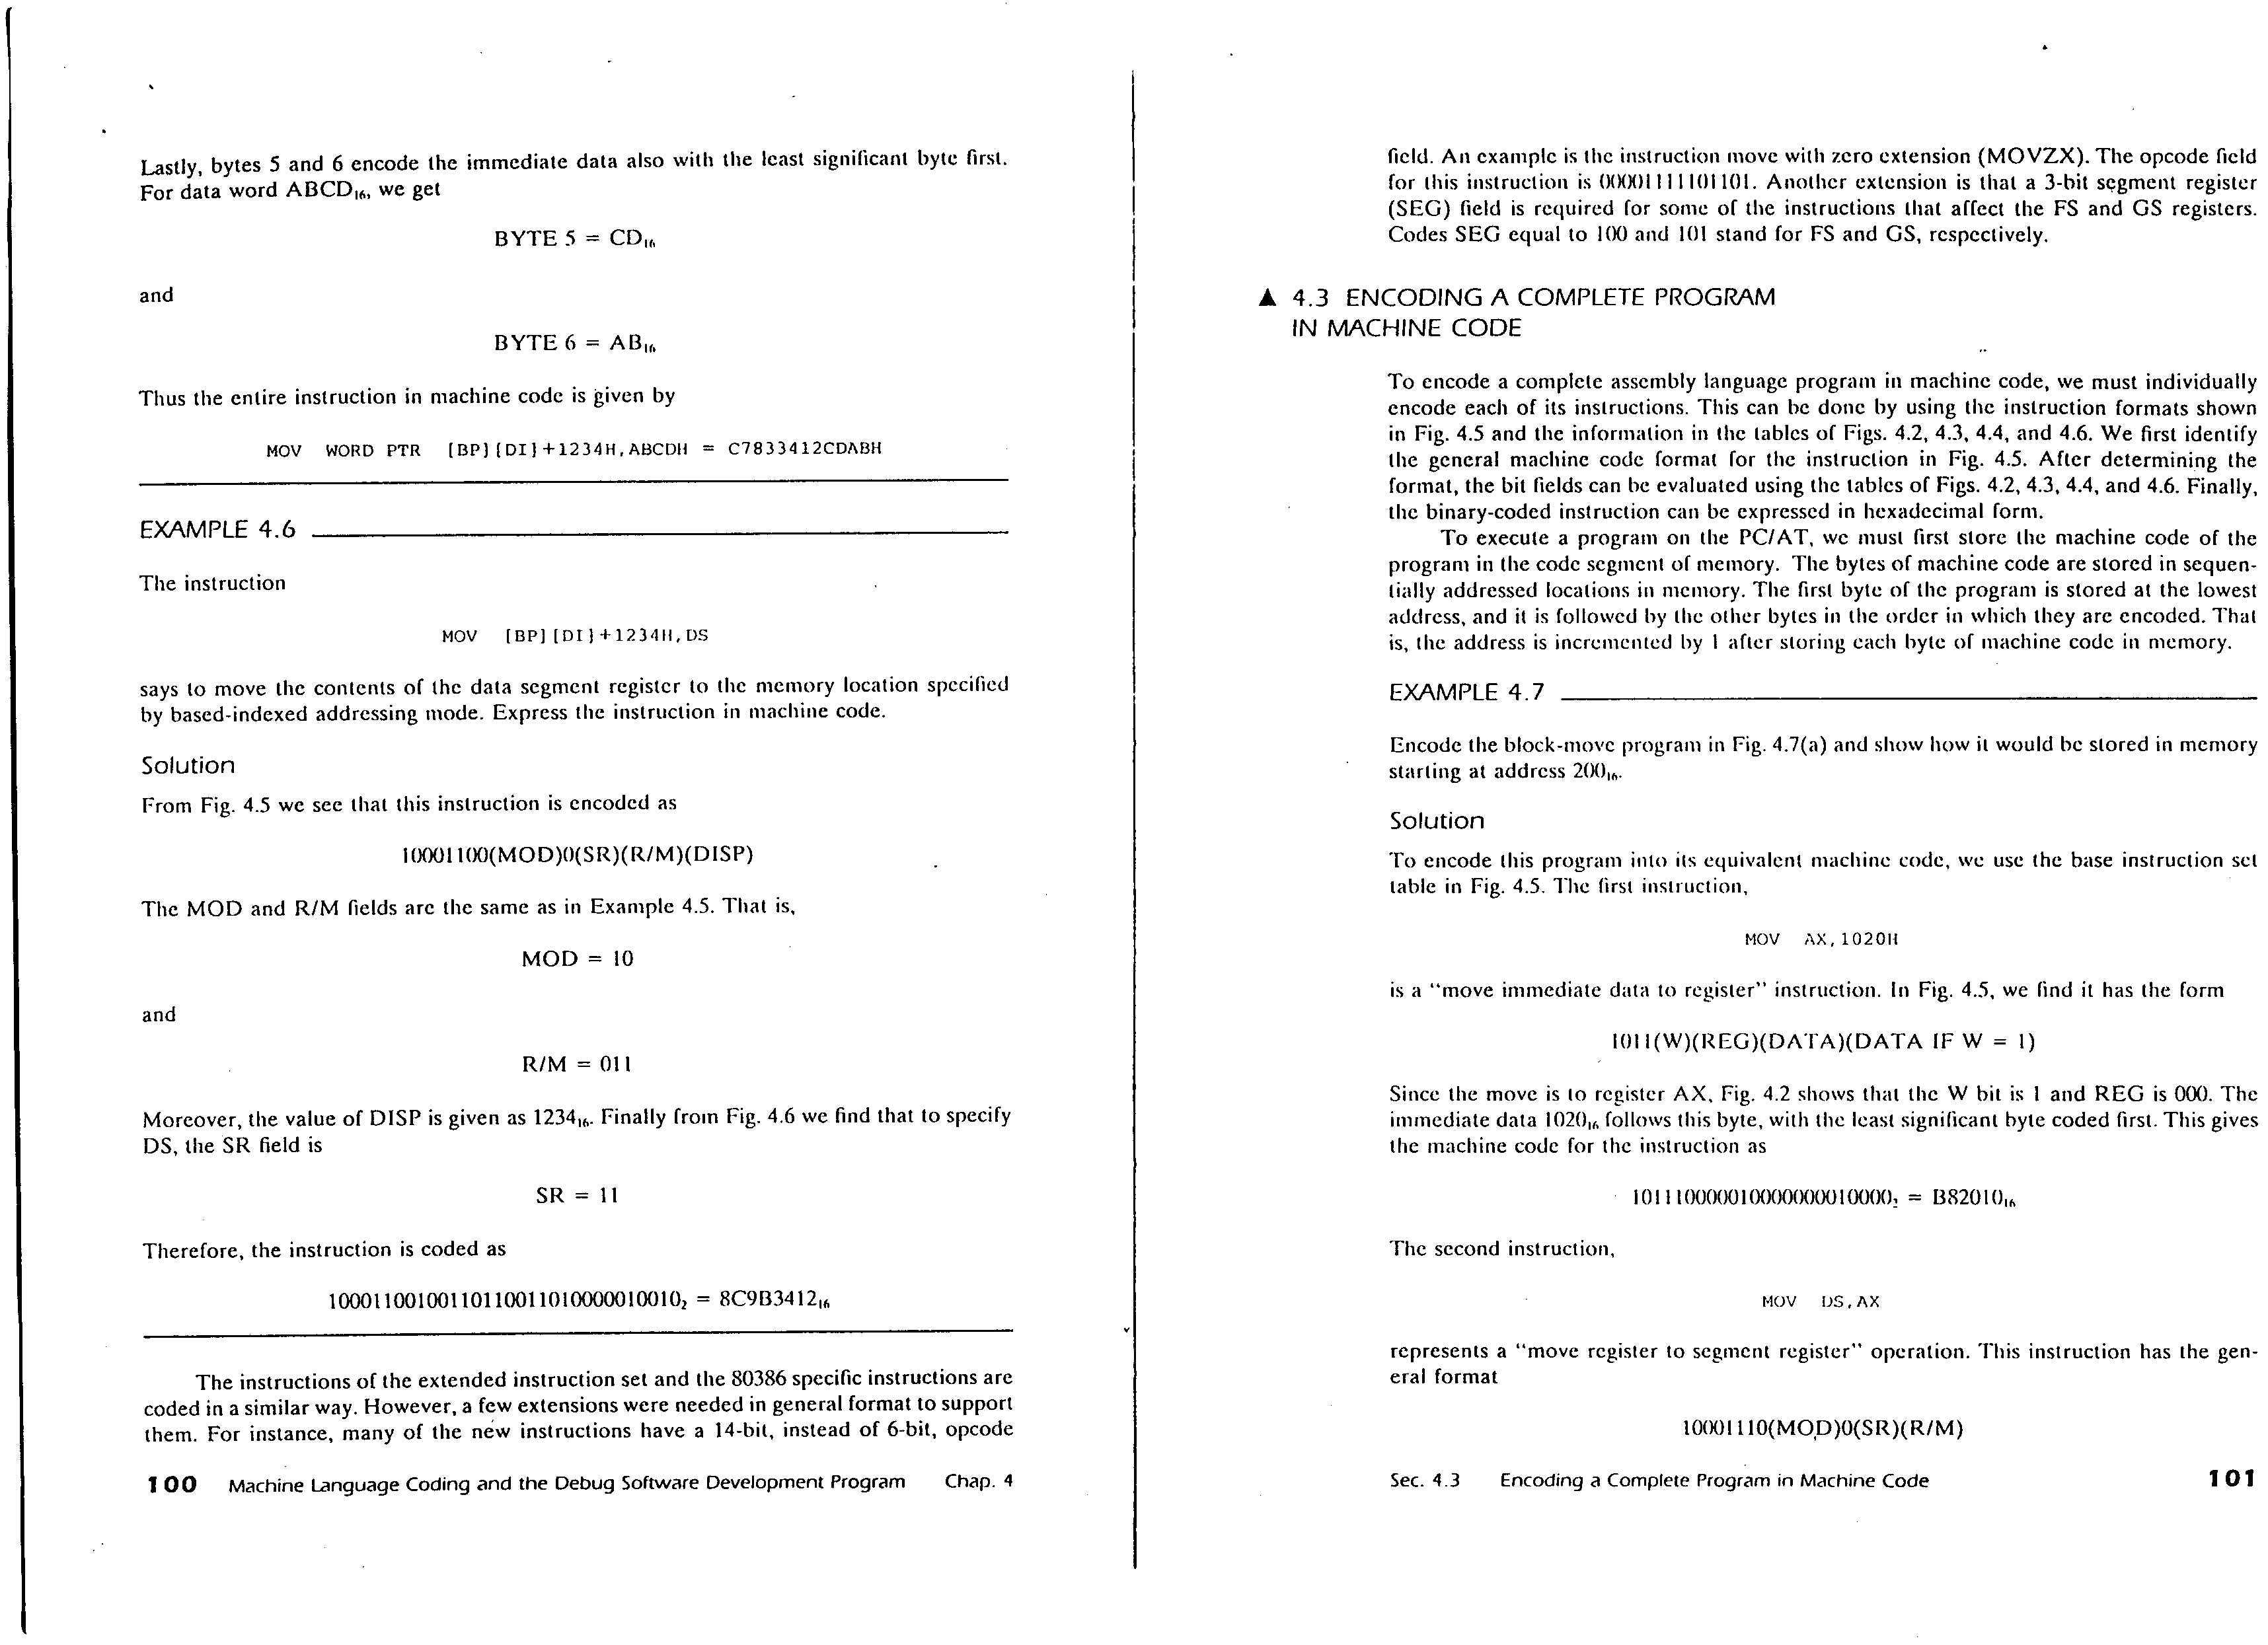 Lastly, bytes 5 and 6 encode the immediate data also with the least significant byte first.
For data word ABCD₁₆, we get
BYTE 5 = CD₁₆
and
BYTE 6 = AB₁₆
Thus the entire instruction in machine code is given by
MOV WORD PTR [BP][DI]+1234H,ABCDH = C7833412CDABH
EXAMPLE 4.6
The instruction
MOV [BP][DI]+1234H,DS
says to move the contents of the data segment register to the memory location specified
by based-indexed addressing mode. Express the instruction in machine code.
Solution
From Fig. 4.5 we see that this instruction is encoded as
10001100(MOD)0(SR)(R/M)(DISP)
The MOD and R/M fields are the same as in Example 4.5. That is,
MOD = 10
and
R/M = 011
Moreover, the value of DISP is given as 1234₁₆. Finally from Fig. 4.6 we find that to specify
DS, the SR field is
SR = 11
Therefore, the instruction is coded as
10001100100110110011010000010010₂ = 8C9B3412₁₆
The instructions of the extended instruction set and the 80386 specific instructions are
coded in a similar way. However, a few extensions were needed in general format to support
them. For instance, many of the new instructions have a 14-bit, instead of 6-bit, opcode
100 Machine Language Coding and the Debug Software Development Program Chap. 4
field. An example is the instruction move with zero extension (MOVZX). The opcode field
for this instruction is 00001111101101. Another extension is that a 3-bit segment register
(SEG) field is required for some of the instructions that affect the FS and GS registers.
Codes SEG equal to 100 and 101 stand for FS and GS, respectively.
▲ 4.3 ENCODING A COMPLETE PROGRAM
IN MACHINE CODE
To encode a complete assembly language program in machine code, we must individually
encode each of its instructions. This can be done by using the instruction formats shown
in Fig. 4.5 and the information in the tables of Figs. 4.2, 4.3, 4.4, and 4.6. We first identify
the general machine code format for the instruction in Fig. 4.5. After determining the
format, the bit fields can be evaluated using the tables of Figs. 4.2, 4.3, 4.4, and 4.6. Finally,
the binary-coded instruction can be expressed in hexadecimal form.
To execute a program on the PC/AT, we must first store the machine code of the
program in the code segment of memory. The bytes of machine code are stored in sequen-
tially addressed locations in memory. The first byte of the program is stored at the lowest
address, and it is followed by the other bytes in the order in which they are encoded. That
is, the address is incremented by 1 after storing each byte of machine code in memory.
EXAMPLE 4.7
Encode the block-move program in Fig. 4.7(a) and show how it would be stored in memory
starting at address 200₁₆.
Solution
To encode this program into its equivalent machine code, we use the base instruction set
table in Fig. 4.5. The first instruction,
MOV AX,1020H
is a "move immediate data to register" instruction. In Fig. 4.5, we find it has the form
1011(W)(REG)(DATA)(DATA IF W = 1)
Since the move is to register AX, Fig. 4.2 shows that the W bit is 1 and REG is 000. The
immediate data 1020₁₆ follows this byte, with the least significant byte coded first. This gives
the machine code for the instruction as
101110000010000000010000₂ = B82010₁₆
The second instruction,
MOV DS,AX
represents a "move register to segment register" operation. This instruction has the gen-
eral format
10001110(MOD)0(SR)(R/M)
Sec. 4.3 Encoding a Complete Program in Machine Code 101